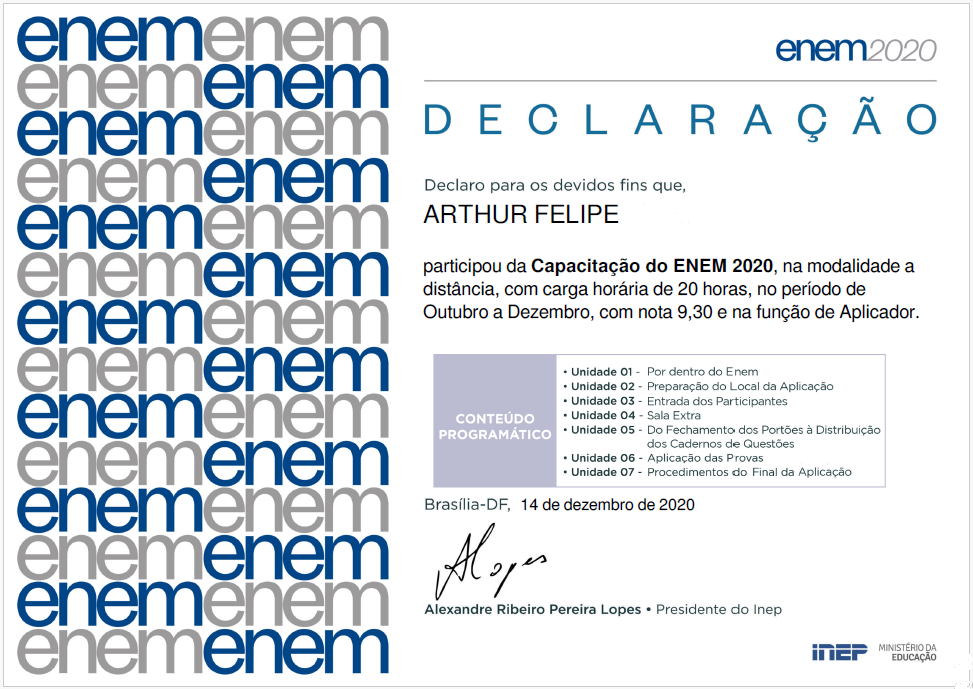 enemenem
enemenem
enemenem
enemenem
enemenem
enemenem
enemenem
enemenem
enemenem
enemenem
enemenem
enemenem
enemenem
enemenem
enem2020
DECLARAÇÃO
Declaro para os devidos fins que,
ARTHUR FELIPE
participou da Capacitação do ENEM 2020, na modalidade a
distância, com carga horária de 20 horas, no período de
Outubro a Dezembro, com nota 9,30 e na função de Aplicador.
CONTEÚDO
PROGRAMÁTICO
• Unidade 01 - Por dentro do Enem
• Unidade 02 - Preparação do Local da Aplicação
• Unidade 03 - Entrada dos Participantes
• Unidade 04 - Sala Extra
• Unidade 05 - Do Fechamento dos Portões à Distribuição
dos Cadernos de Questões
• Unidade 06 - Aplicação das Provas
• Unidade 07 - Procedimentos do Final da Aplicação
Brasília-DF, 14 de dezembro de 2020
ALopes
Alexandre Ribeiro Pereira Lopes • Presidente do Inep
INEP
MINISTÉRIO DA
EDUCAÇÃO